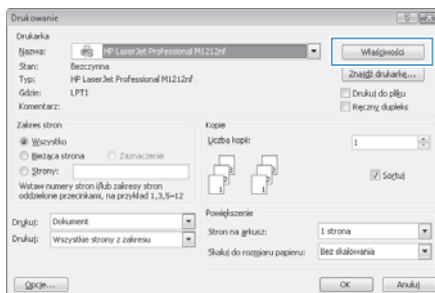 Drukowanie
Drukarka
Nazwa: HP LaserJet Professional M1212nf
Właściwości
Stan: Bezczynna
Typ: HP LaserJet Professional M1212nf
Znajdź drukarkę...
Gdzie: LPT1
Drukuj do pliku
Komentarz:
Ręczny dupleks
Zakres stron
Wszystko
Bieżąca strona Zaznaczenie
Strony:
Wstaw numery stron i/lub zakresy stron
oddzielone przecinkami, na przykład 1,3,5–12
Kopie
Liczba kopii: 1
Sortuj
Drukuj: Dokument
Drukuj: Wszystkie strony z zakresu
Powiększenie
Stron na arkusz: 1 strona
Skaluj do rozmiaru papieru: Bez skalowania
Opcje...
OK Anuluj